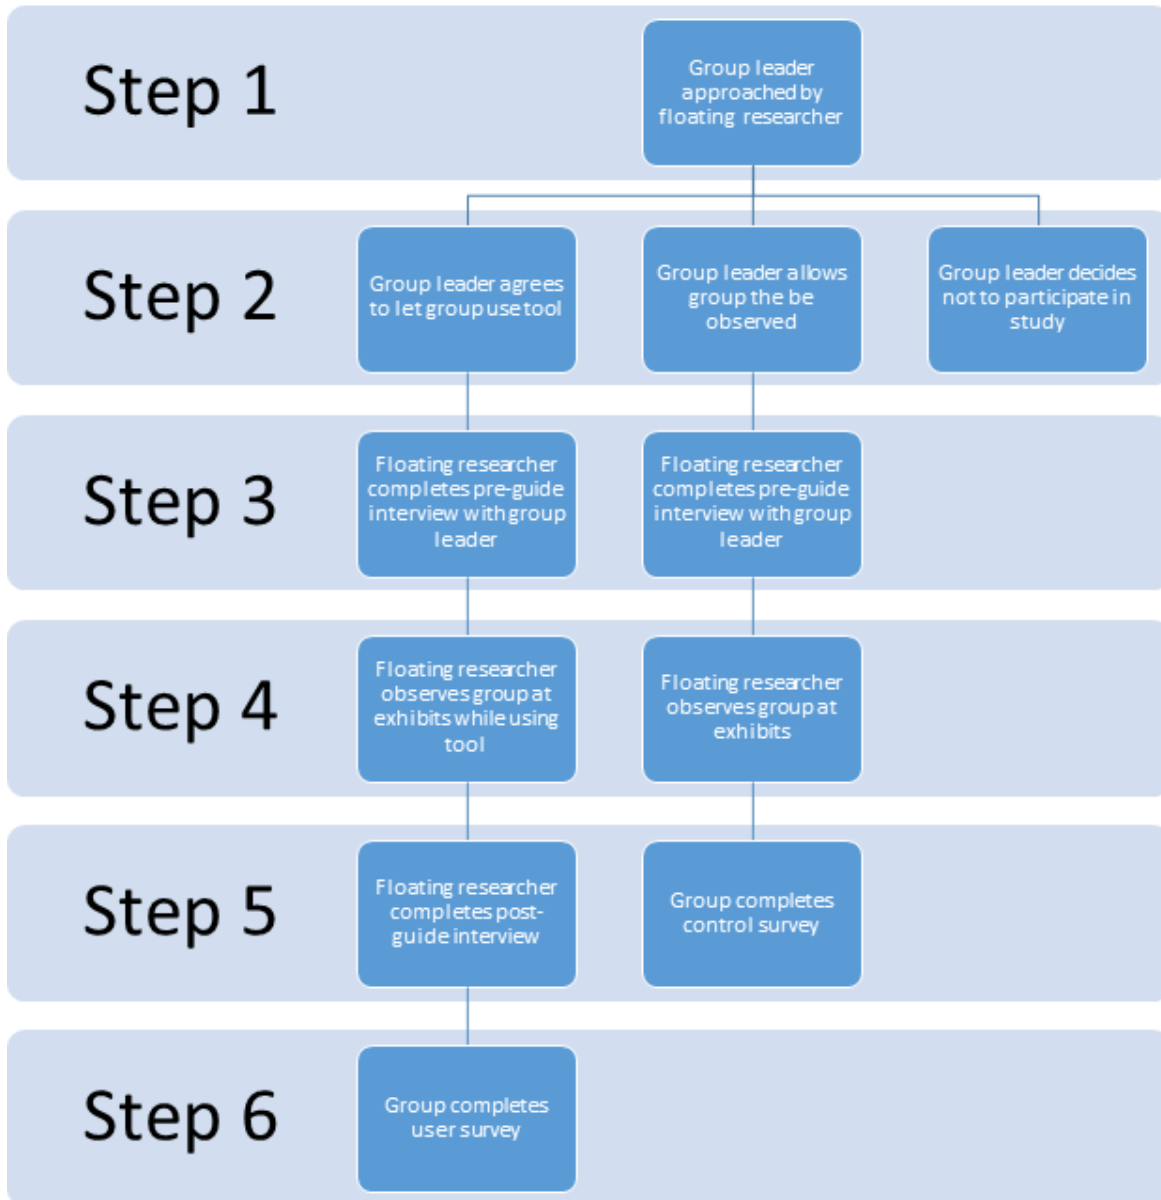 Step 1
Group leader
approached by
floating researcher
Step 2
Group leader agrees
to let group use tool
Group leader allows
group the be
observed
Group leader decides
not to participate in
study
Step 3
Floating researcher
completes pre-guide
interview with group
leader
Floating researcher
completes pre-guide
interview with group
leader
Step 4
Floating researcher
observes group at
exhibits while using
tool
Floating researcher
observes group at
exhibits
Step 5
Floating researcher
completes post-
guide interview
Group completes
control survey
Step 6
Group completes
user survey